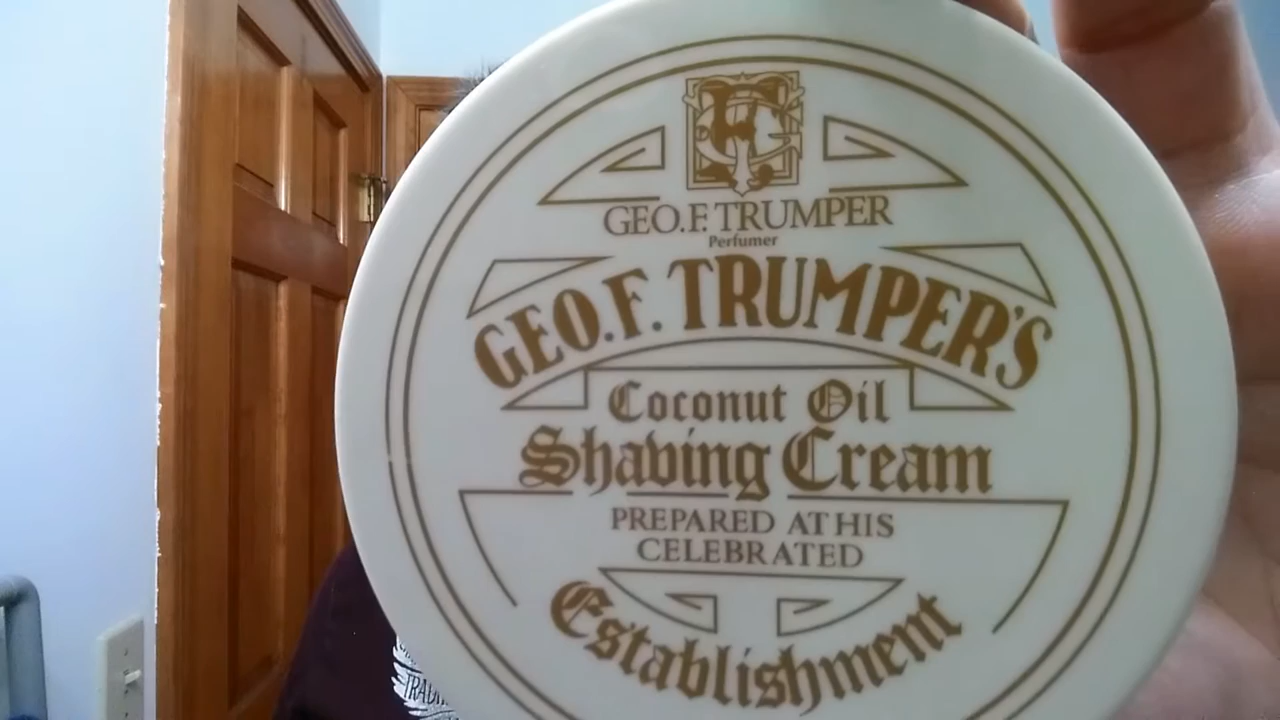 GEO.F. TRUMPER
Perfumer
GEO.F. TRUMPER'S
Coconut Oil
Shaving Cream
PREPARED AT HIS
CELEBRATED
Establishment